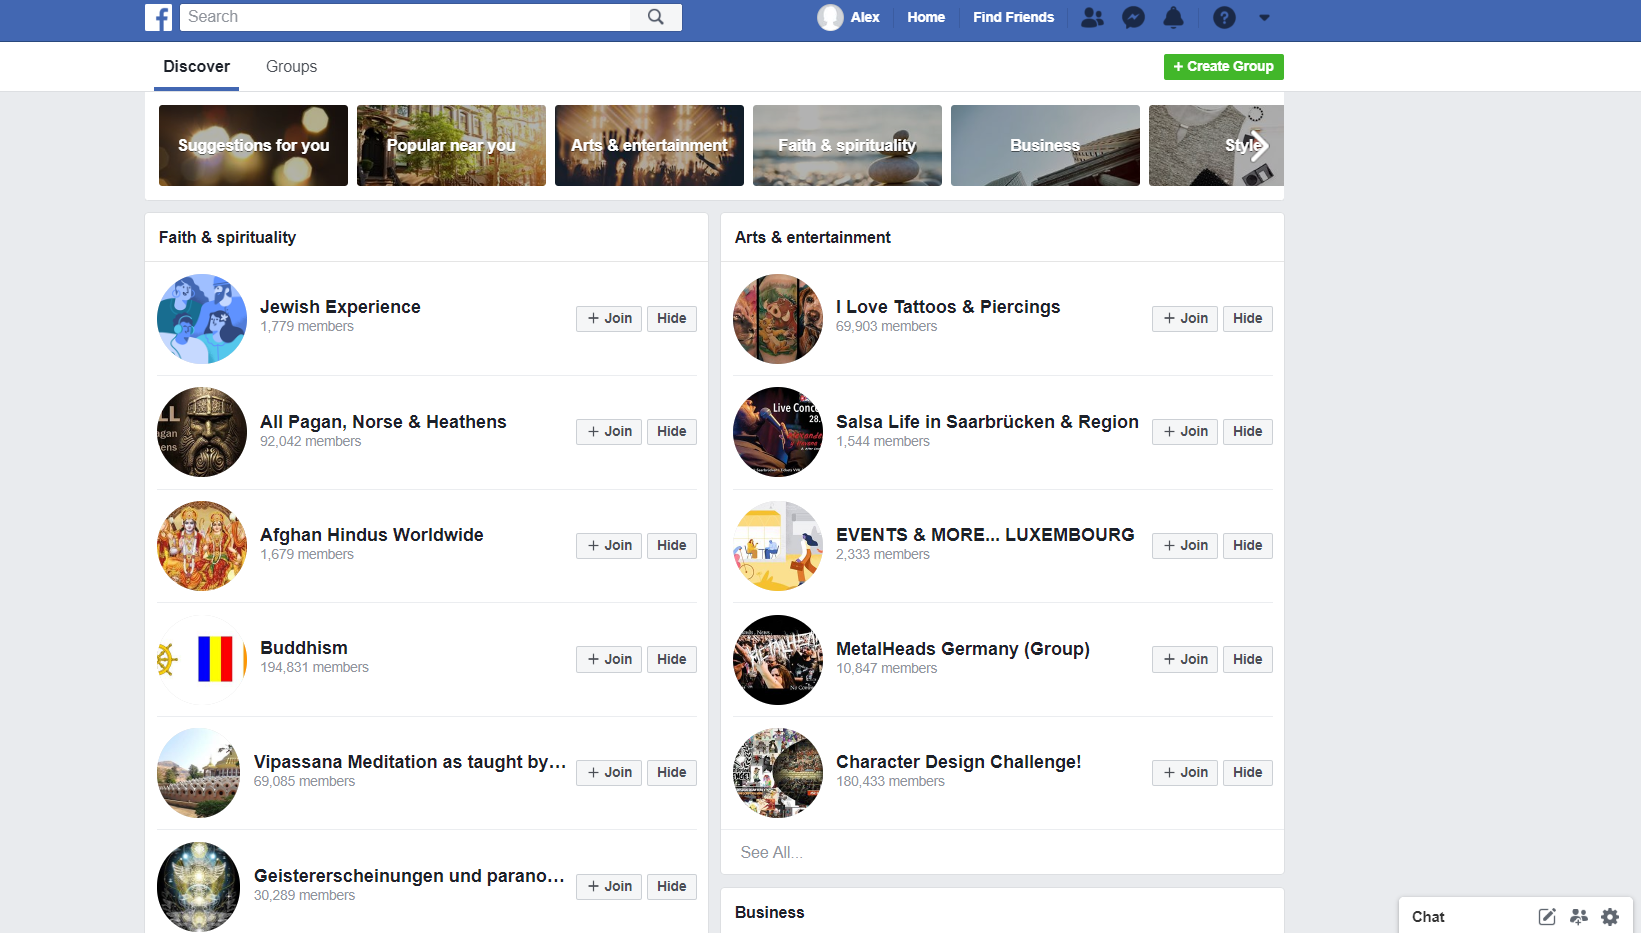 Search
Alex
Home
Find Friends
Discover
Groups
+ Create Group
Suggestions for you
Popular near you
Arts & entertainment
Faith & spirituality
Business
Style
Faith & spirituality
Jewish Experience
1,779 members
+ Join
Hide
All Pagan, Norse & Heathens
92,042 members
+ Join
Hide
Afghan Hindus Worldwide
1,679 members
+ Join
Hide
Buddhism
194,831 members
+ Join
Hide
Vipassana Meditation as taught by...
69,085 members
+ Join
Hide
Geistererscheinungen und parano...
30,289 members
+ Join
Hide
Arts & entertainment
I Love Tattoos & Piercings
69,903 members
+ Join
Hide
Live Conc
28.
Salsa Life in Saarbrücken & Region
1,544 members
+ Join
Hide
EVENTS & MORE... LUXEMBOURG
2,333 members
+ Join
Hide
MetalHeads Germany (Group)
10,847 members
+ Join
Hide
Character Design Challenge!
180,433 members
+ Join
Hide
See All...
Business
Chat